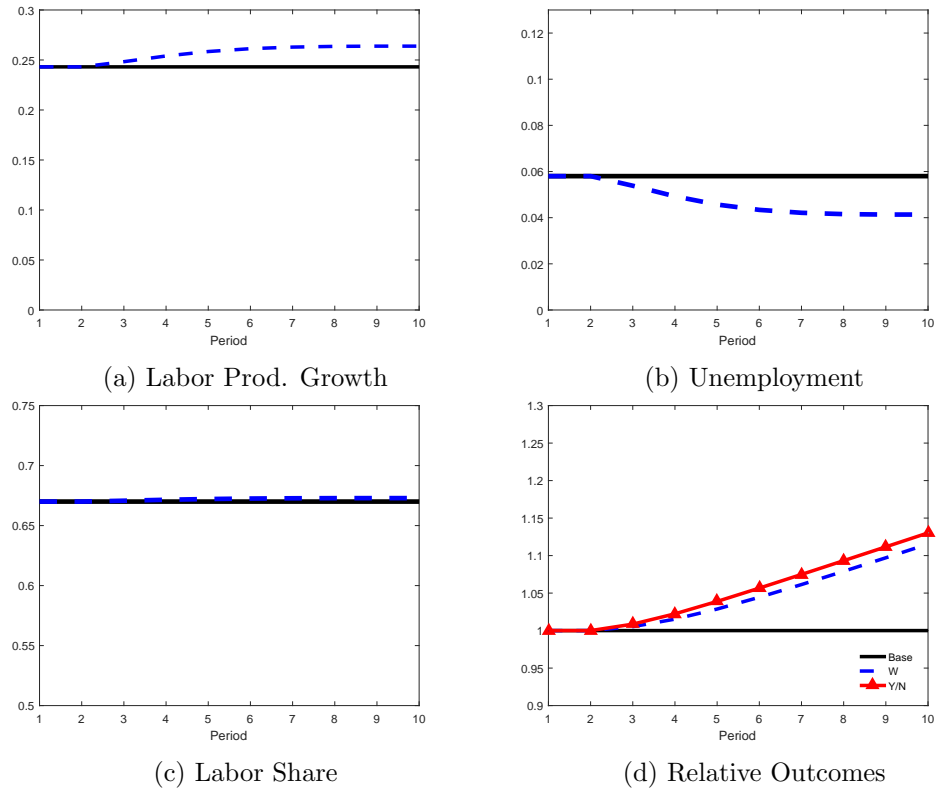 0.3
0.25
0.2
0.15
0.1
0.05
0
1 2 3 4 5 6 7 8 9 10
Period
(a) Labor Prod. Growth
0.12
0.1
0.08
0.06
0.04
0.02
0
1 2 3 4 5 6 7 8 9 10
Period
(b) Unemployment
0.75
0.7
0.65
0.6
0.55
0.5
1 2 3 4 5 6 7 8 9 10
Period
(c) Labor Share
1.3
1.25
1.2
1.15
1.1
1.05
1
0.95
0.9
Base
W
Y/N
1 2 3 4 5 6 7 8 9 10
Period
(d) Relative Outcomes